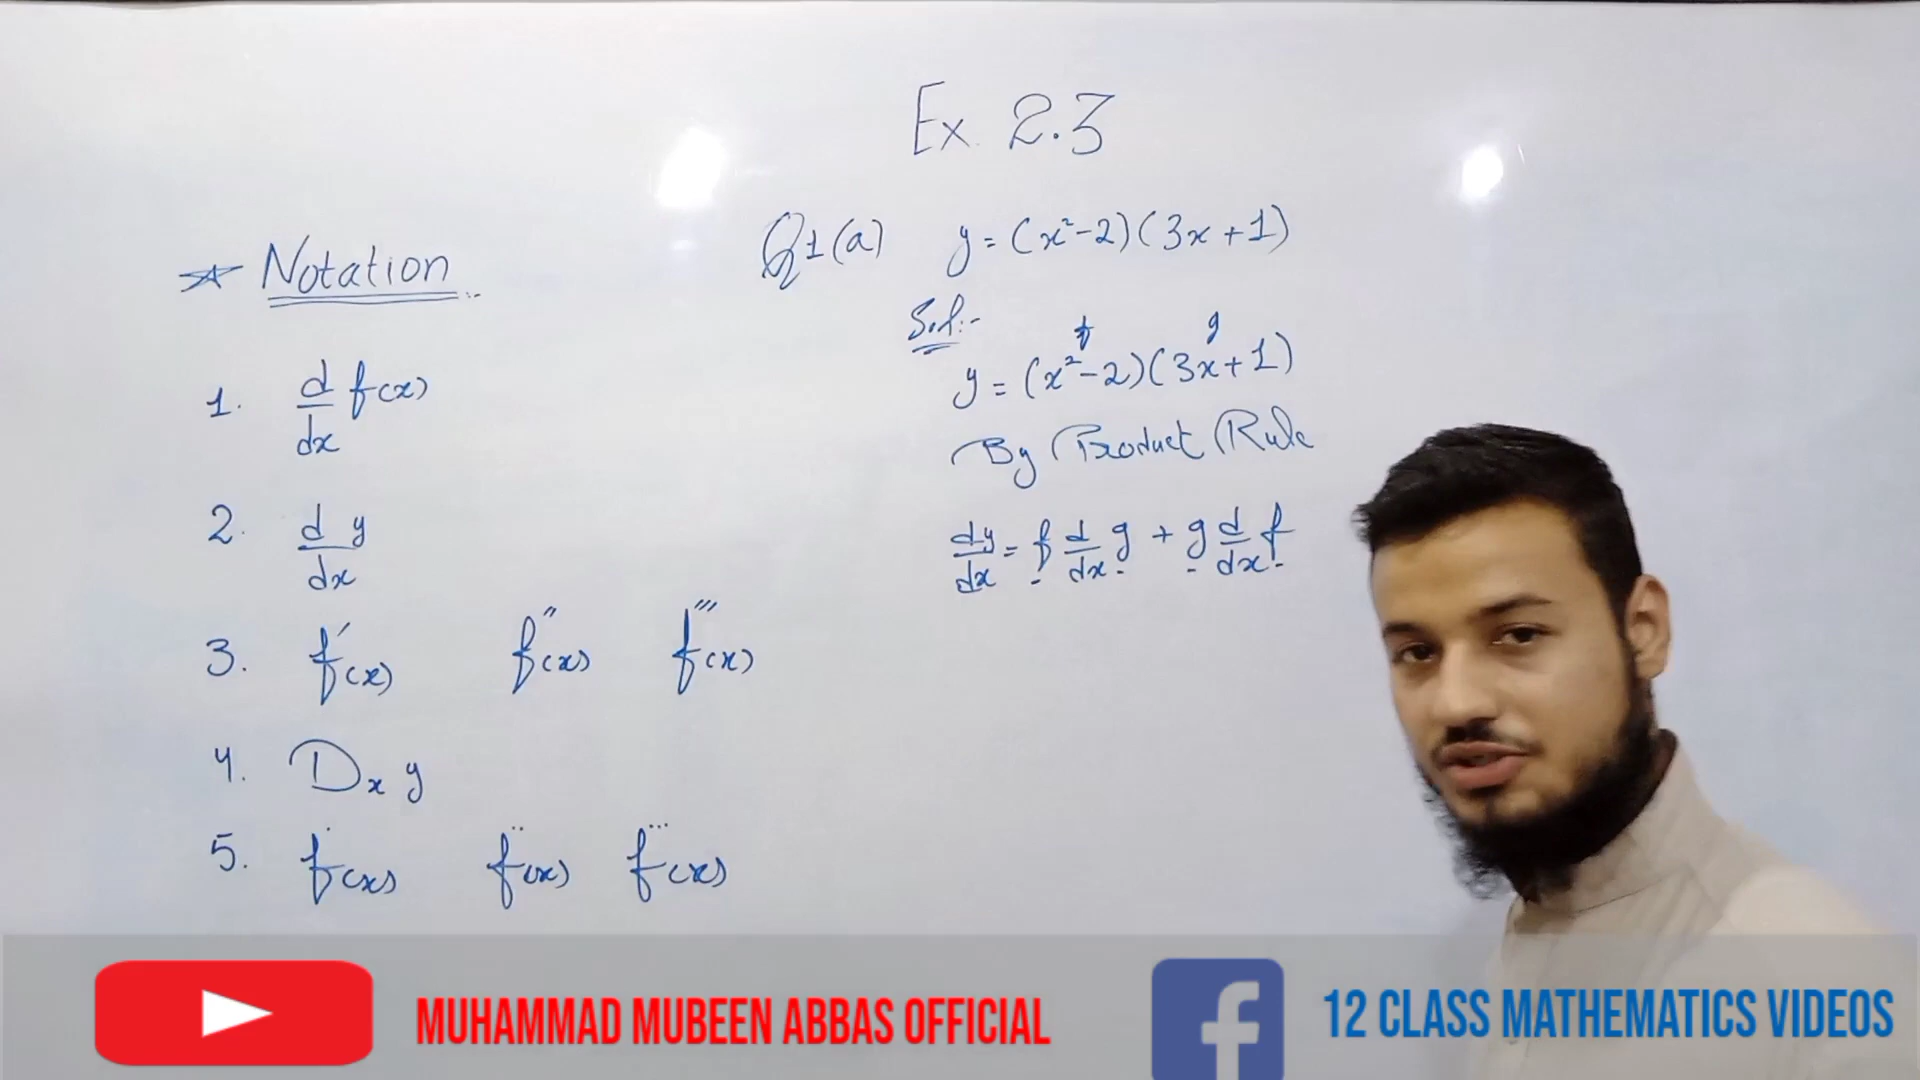 Ex 2.3
★ Notation
1. d/dx f(x)
2. d/dx y
3. f′(x) f″(x) f‴(x)
4. Dₓ y
5. ḟ(x) f̈(x) f⃛(x)
Q1(a) y = (x²-2)(3x+1)
Sol:-
f g
y = (x²-2)(3x+1)
By Product Rule
dy/dx = f d/dx g + g d/dx f
MUHAMMAD MUBEEN ABBAS OFFICIAL
f 12 CLASS MATHEMATICS VIDEOS